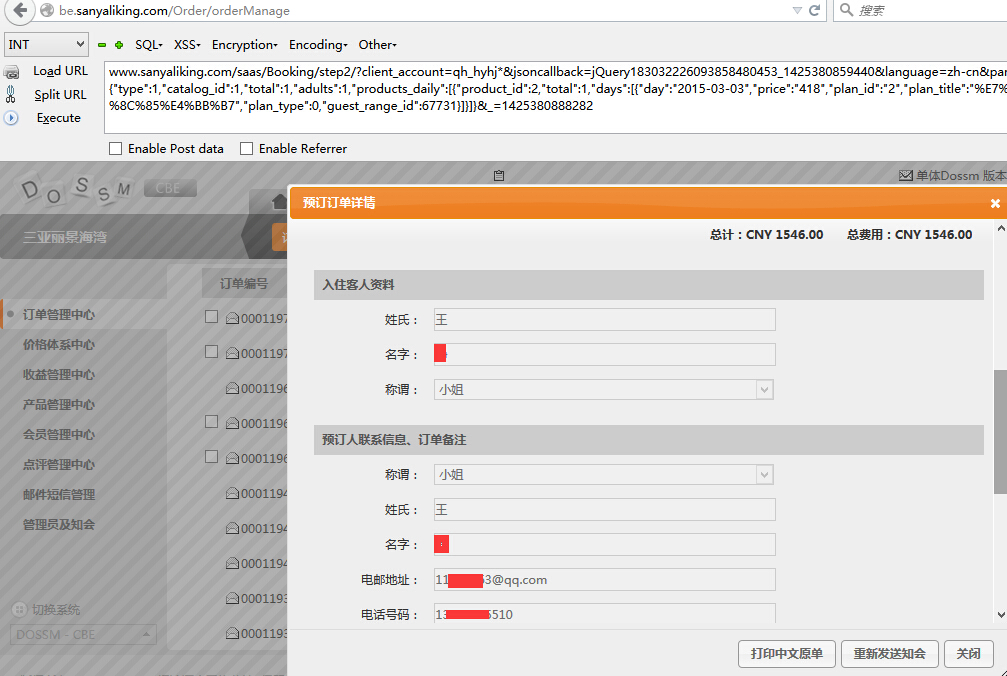 be.sanyaliking.com/Order/orderManage
搜索
INT
SQL- XSS- Encryption- Encoding- Other-
Load URL
Split URL
Execute
www.sanyaliking.com/saas/Booking/step2/?client_account=qh_hyhj*&jsoncallback=jQuery183032226093858480453_1425380859440&language=zh-cn&par
{"type":1,"catalog_id":1,"total":1,"adults":1,"products_daily":[{"product_id":2,"total":1,"days":[{"day":"2015-03-03","price":"418","plan_id":"2","plan_title":"%E7%
%8C%85%E4%BB%B7","plan_type":0,"guest_range_id":67731}]}]}&_=1425380888282
Enable Post data
Enable Referrer
DOSSM
CBE
单体Dossm 版本
三亚丽景海湾
预订订单详情
总计：CNY 1546.00 总费用：CNY 1546.00
订单编号
订单管理中心
价格体系中心
收益管理中心
产品管理中心
会员管理中心
点评管理中心
邮件短信管理
管理员及知会
切换系统
DOSSM - CBE
0001197
0001197
0001196
0001196
0001196
0001194
0001194
0001194
0001193
0001193
入住客人资料
姓氏： 王
名字：
称谓： 小姐
预订人联系信息、订单备注
称谓： 小姐
姓氏： 王
名字：
电邮地址： 11 3@qq.com
电话号码： 13 5510
打印中文原单
重新发送知会
关闭